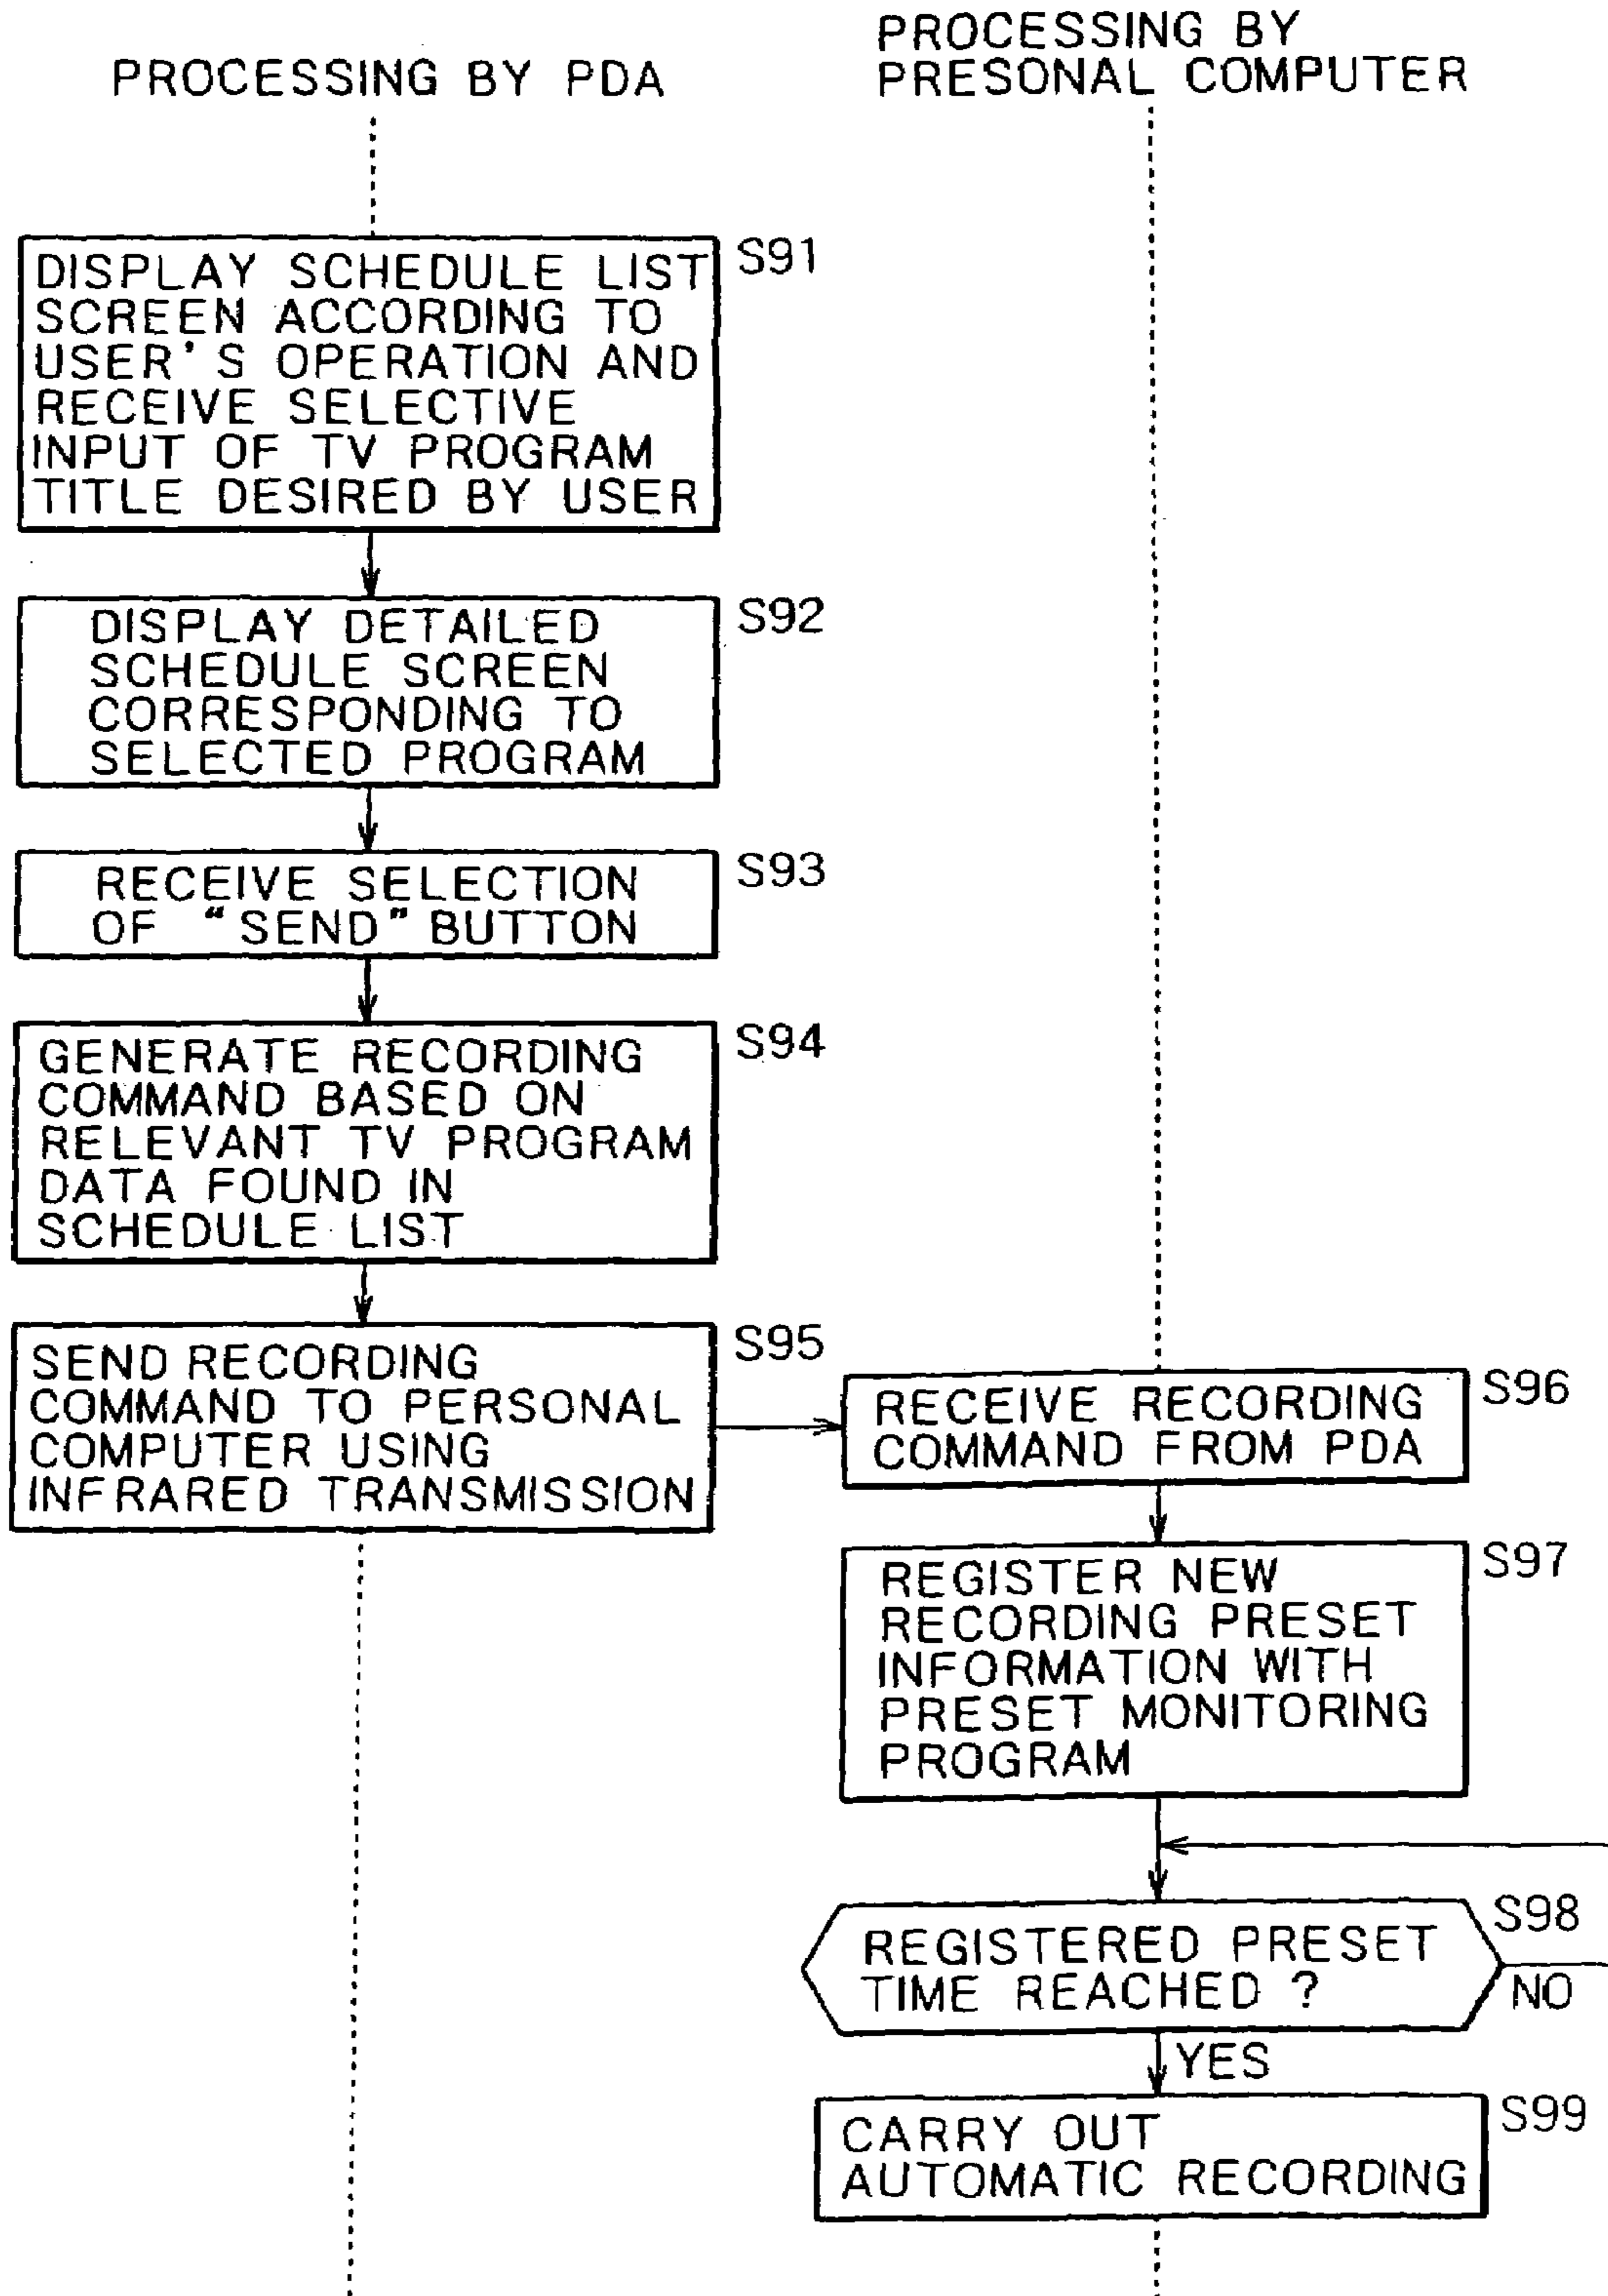 PROCESSING BY PDA
PROCESSING BY
PRESONAL COMPUTER
DISPLAY SCHEDULE LIST
SCREEN ACCORDING TO
USER'S OPERATION AND
RECEIVE SELECTIVE
INPUT OF TV PROGRAM
TITLE DESIRED BY USER
S91
DISPLAY DETAILED
SCHEDULE SCREEN
CORRESPONDING TO
SELECTED PROGRAM
S92
RECEIVE SELECTION
OF “SEND” BUTTON
S93
GENERATE RECORDING
COMMAND BASED ON
RELEVANT TV PROGRAM
DATA FOUND IN
SCHEDULE LIST
S94
SEND RECORDING
COMMAND TO PERSONAL
COMPUTER USING
INFRARED TRANSMISSION
S95
RECEIVE RECORDING
COMMAND FROM PDA
S96
REGISTER NEW
RECORDING PRESET
INFORMATION WITH
PRESET MONITORING
PROGRAM
S97
REGISTERED PRESET
TIME REACHED ?
S98
NO
YES
CARRY OUT
AUTOMATIC RECORDING
S99